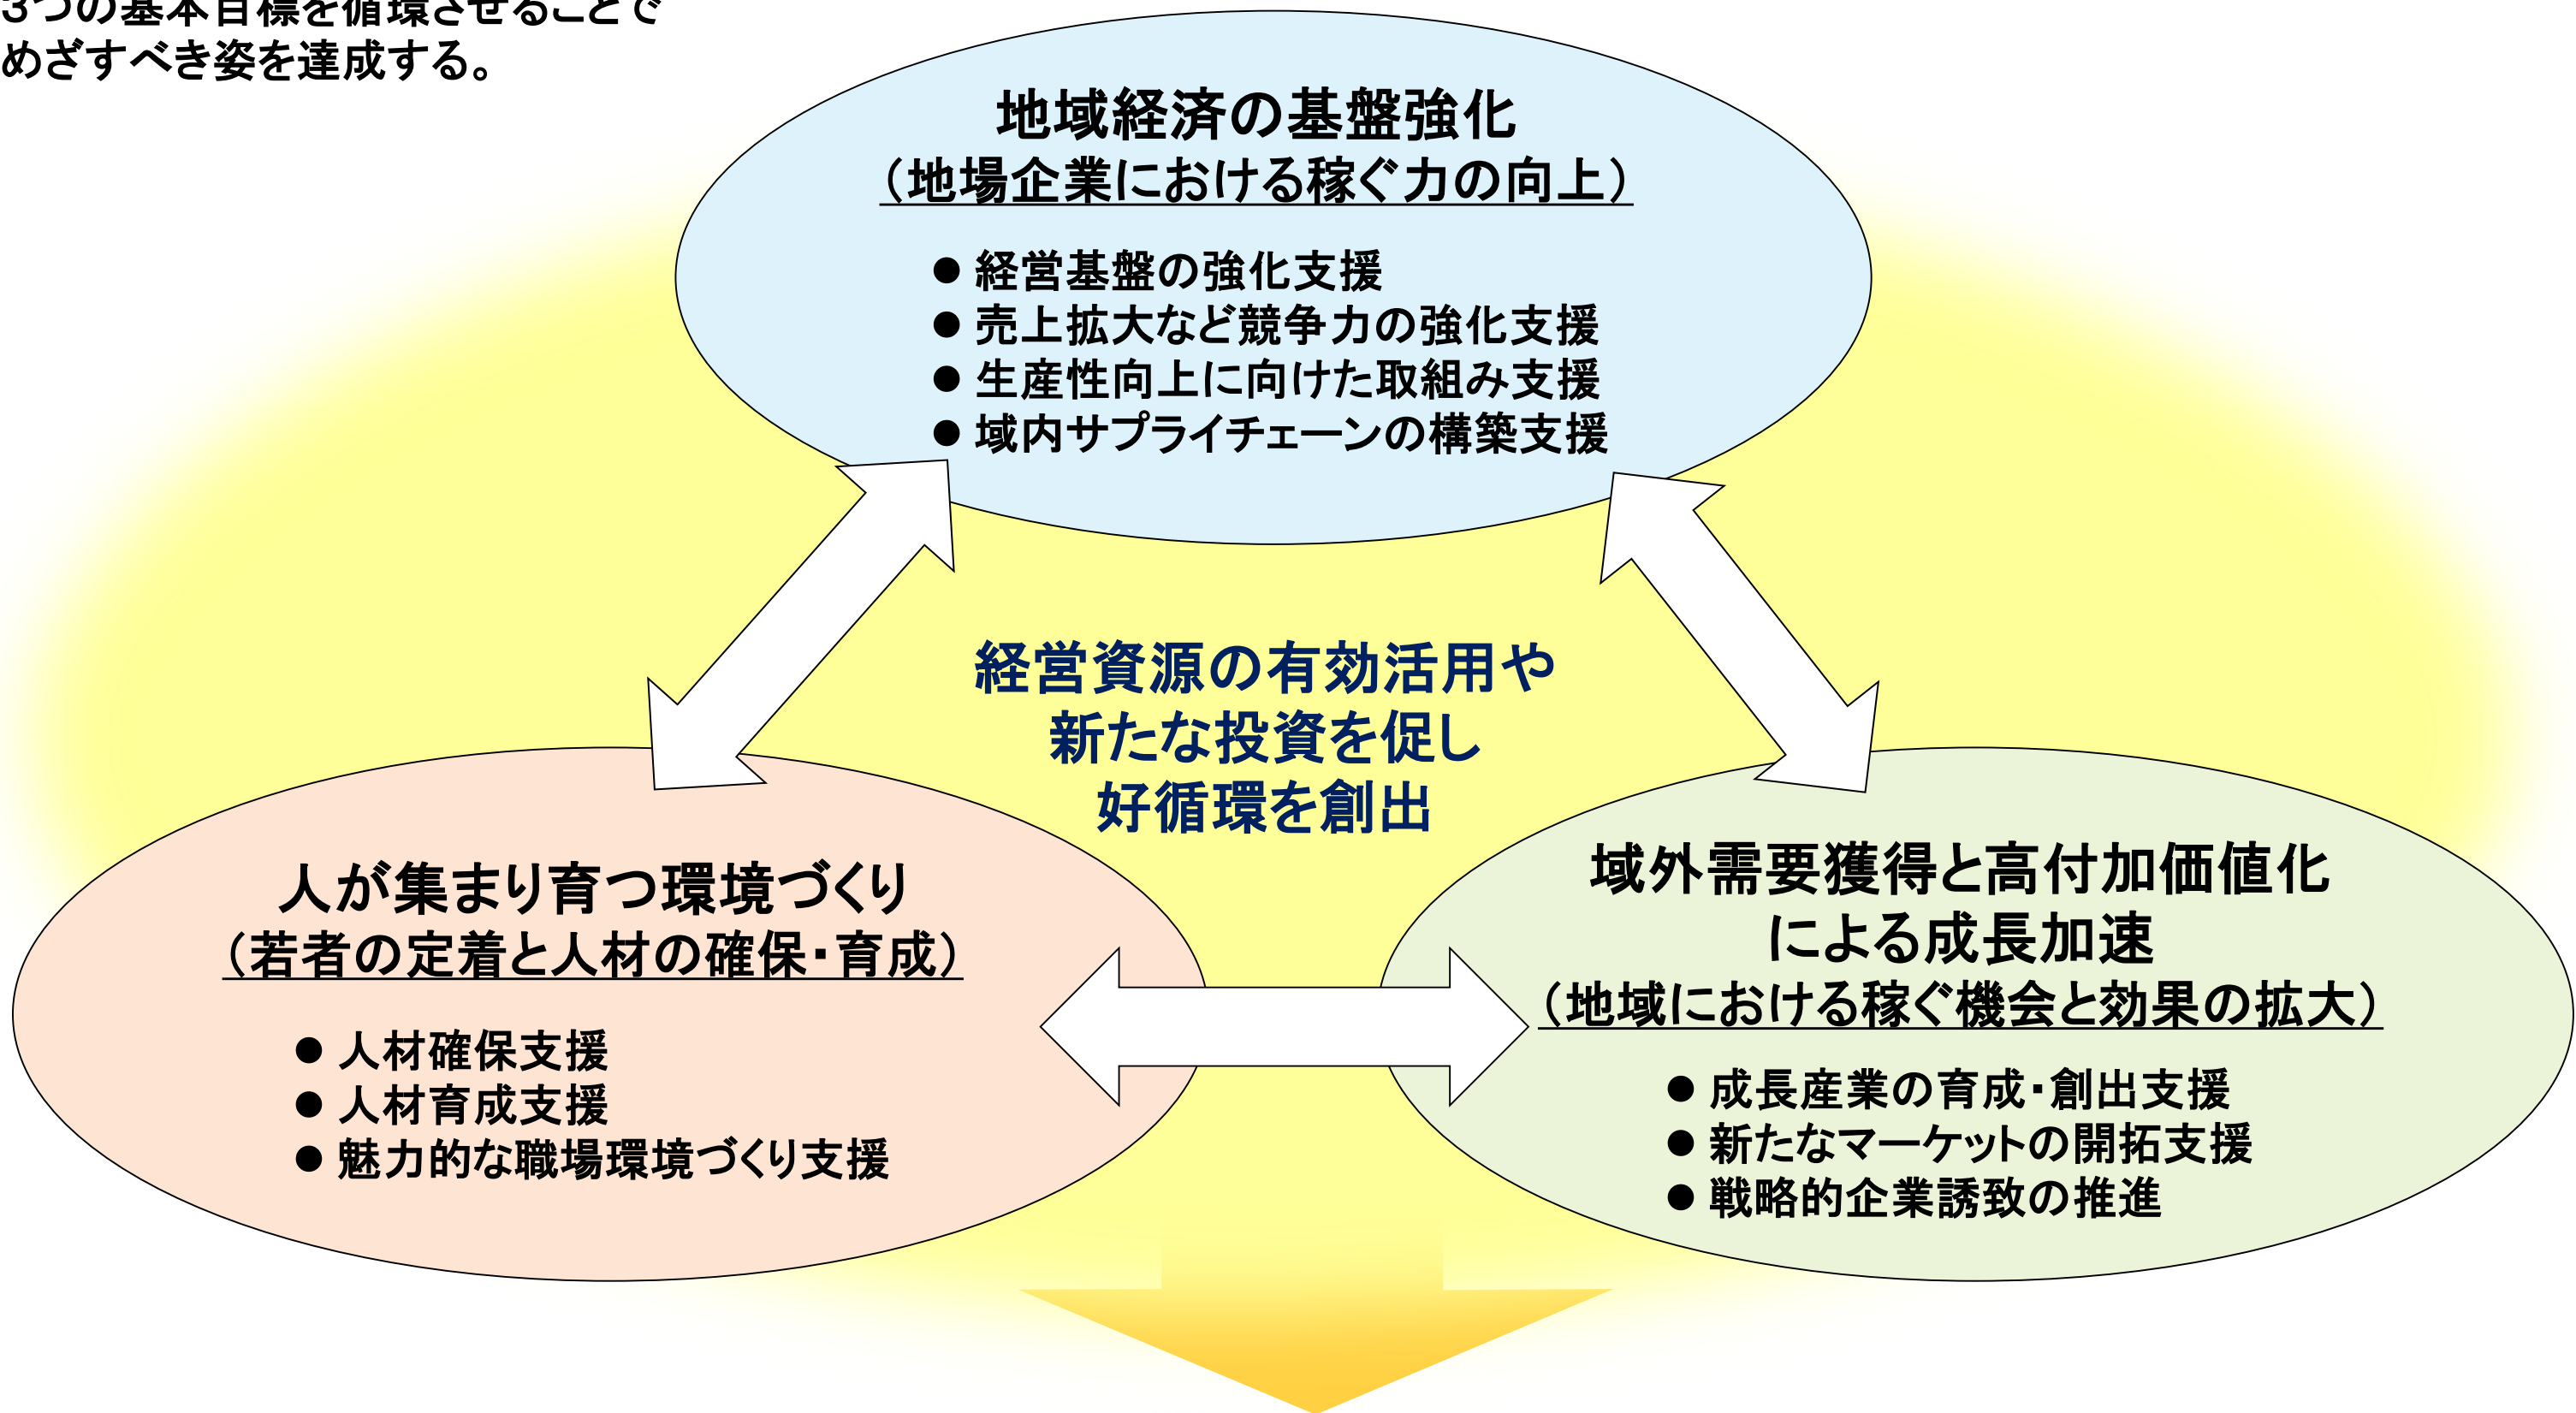 3つの基本目標を循環させることで
めざすべき姿を達成する。
地域経済の基盤強化
（地場企業における稼ぐ力の向上）
● 経営基盤の強化支援
● 売上拡大など競争力の強化支援
● 生産性向上に向けた取組み支援
● 域内サプライチェーンの構築支援
経営資源の有効活用や
新たな投資を促し
好循環を創出
人が集まり育つ環境づくり
（若者の定着と人材の確保・育成）
● 人材確保支援
● 人材育成支援
● 魅力的な職場環境づくり支援
域外需要獲得と高付加価値化
による成長加速
（地域における稼ぐ機会と効果の拡大）
● 成長産業の育成・創出支援
● 新たなマーケットの開拓支援
● 戦略的企業誘致の推進